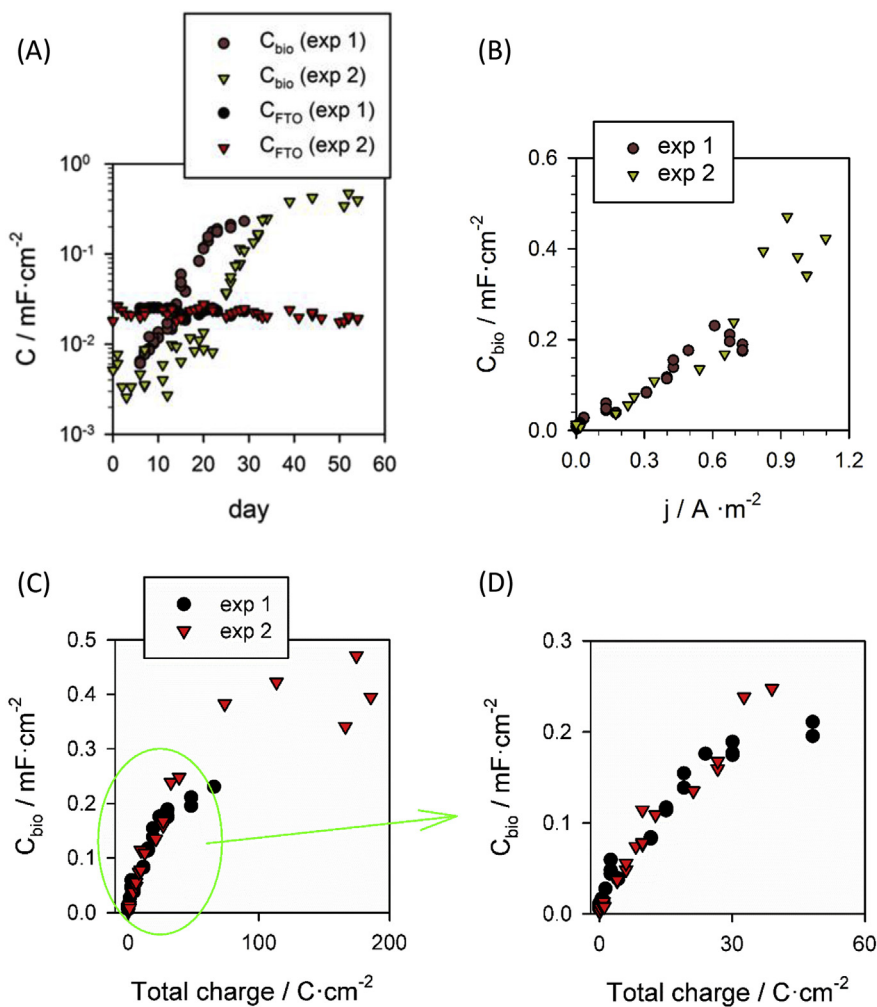 (A)
C_bio (exp 1)
C_bio (exp 2)
C_FTO (exp 1)
C_FTO (exp 2)
10⁰
10⁻¹
10⁻²
10⁻³
C / mF·cm⁻²
0 10 20 30 40 50 60
day
(B)
exp 1
exp 2
0.6
0.4
0.2
0.0
C_bio / mF·cm⁻²
0.0 0.3 0.6 0.9 1.2
j / A ·m⁻²
(C)
exp 1
exp 2
0.5
0.4
0.3
0.2
0.1
0.0
C_bio / mF·cm⁻²
0 100 200
Total charge / C·cm⁻²
(D)
0.3
0.2
0.1
0.0
C_bio / mF·cm⁻²
0 30 60
Total charge / C·cm⁻²